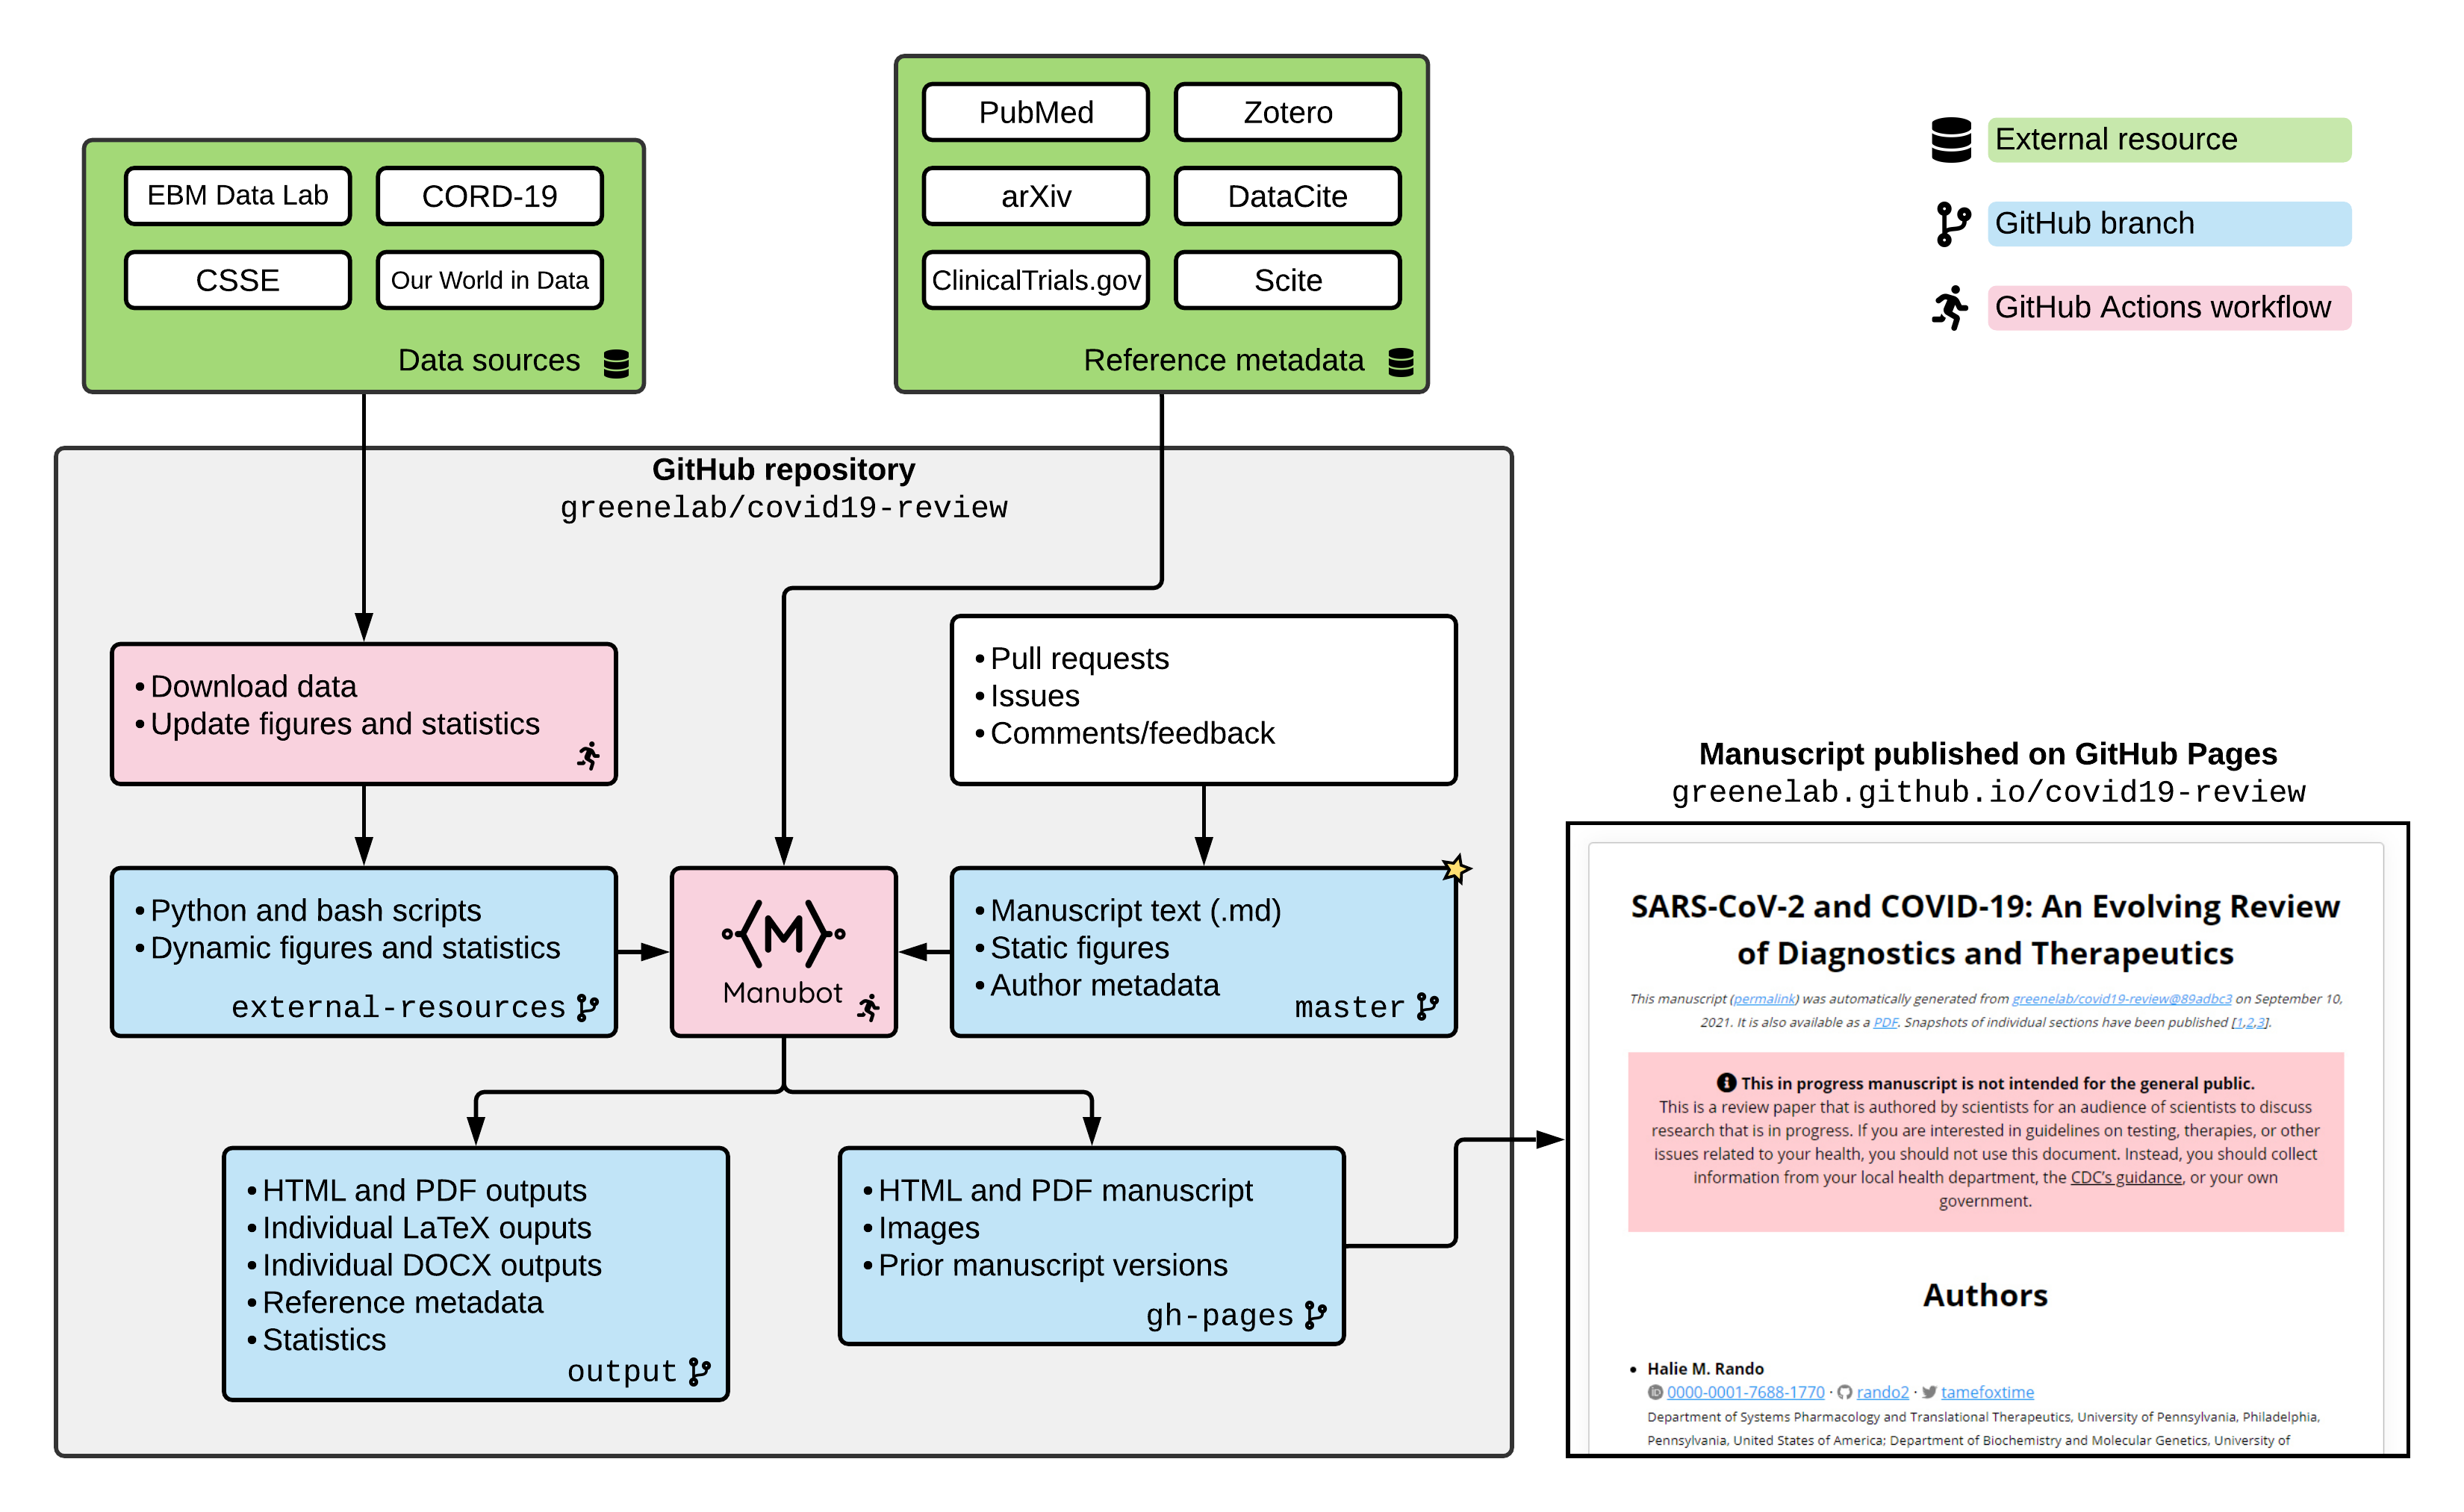 PubMed
Zotero
arXiv
DataCite
ClinicalTrials.gov
Scite
Reference metadata
EBM Data Lab
CORD-19
CSSE
Our World in Data
Data sources
External resource
GitHub branch
GitHub Actions workflow
GitHub repository
greenelab/covid19-review
• Download data
• Update figures and statistics
• Pull requests
• Issues
• Comments/feedback
• Python and bash scripts
• Dynamic figures and statistics
external-resources
M
Manubot
• Manuscript text (.md)
• Static figures
• Author metadata
master
• HTML and PDF outputs
• Individual LaTeX ouputs
• Individual DOCX outputs
• Reference metadata
• Statistics
output
• HTML and PDF manuscript
• Images
• Prior manuscript versions
gh-pages
Manuscript published on GitHub Pages
greenelab.github.io/covid19-review
SARS-CoV-2 and COVID-19: An Evolving Review
of Diagnostics and Therapeutics
This manuscript (permalink) was automatically generated from greenelab/covid19-review@89adbc3 on September 10,
2021. It is also available as a PDF. Snapshots of individual sections have been published [1,2,3].
This in progress manuscript is not intended for the general public.
This is a review paper that is authored by scientists for an audience of scientists to discuss
research that is in progress. If you are interested in guidelines on testing, therapies, or other
issues related to your health, you should not use this document. Instead, you should collect
information from your local health department, the CDC's guidance, or your own
government.
Authors
• Halie M. Rando
0000-0001-7688-1770 · rando2 · tamefoxtime
Department of Systems Pharmacology and Translational Therapeutics, University of Pennsylvania, Philadelphia,
Pennsylvania, United States of America; Department of Biochemistry and Molecular Genetics, University of